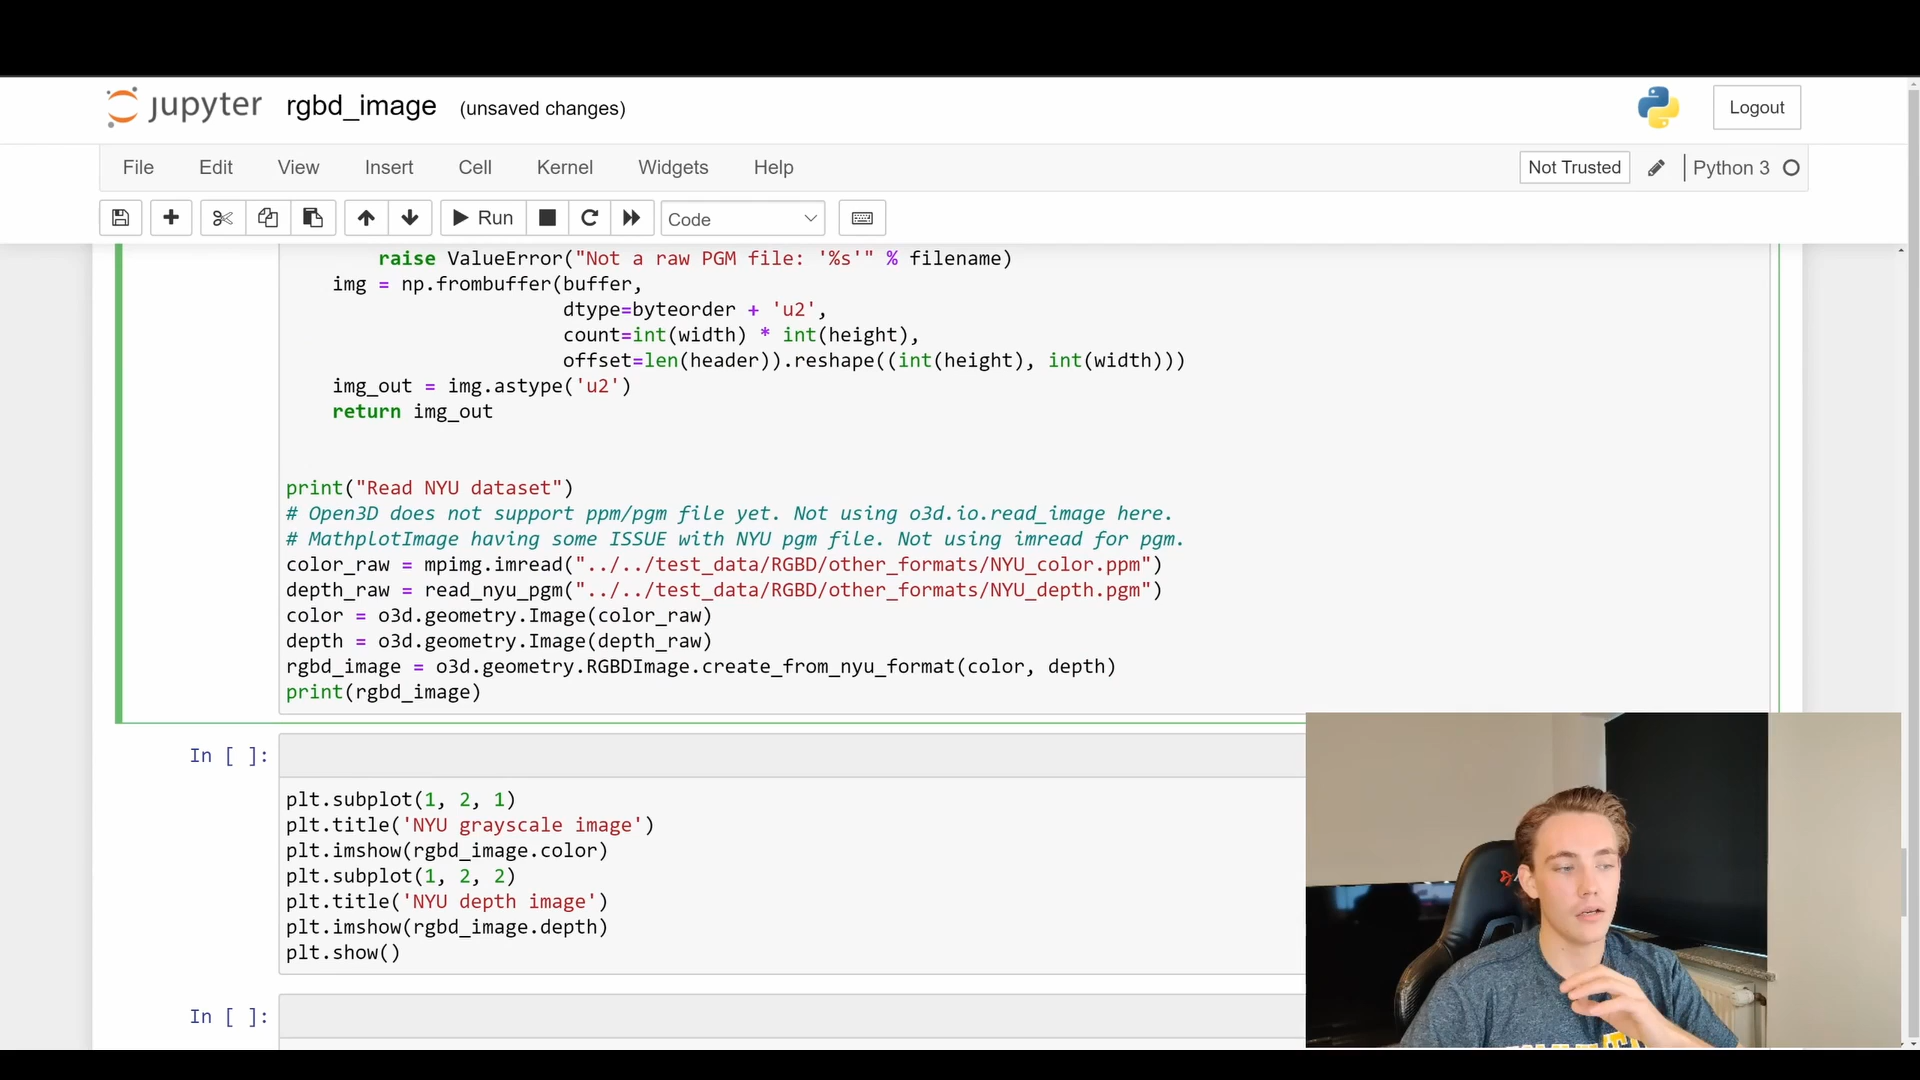 jupyter rgbd_image (unsaved changes) Logout
File Edit View Insert Cell Kernel Widgets Help Not Trusted Python 3
Run Code
raise ValueError("Not a raw PGM file: '%s'" % filename)
img = np.frombuffer(buffer,
dtype=byteorder + 'u2',
count=int(width) * int(height),
offset=len(header)).reshape((int(height), int(width)))
img_out = img.astype('u2')
return img_out
print("Read NYU dataset")
# Open3D does not support ppm/pgm file yet. Not using o3d.io.read_image here.
# MathplotImage having some ISSUE with NYU pgm file. Not using imread for pgm.
color_raw = mpimg.imread("../../test_data/RGBD/other_formats/NYU_color.ppm")
depth_raw = read_nyu_pgm("../../test_data/RGBD/other_formats/NYU_depth.pgm")
color = o3d.geometry.Image(color_raw)
depth = o3d.geometry.Image(depth_raw)
rgbd_image = o3d.geometry.RGBDImage.create_from_nyu_format(color, depth)
print(rgbd_image)
In [ ]:
plt.subplot(1, 2, 1)
plt.title('NYU grayscale image')
plt.imshow(rgbd_image.color)
plt.subplot(1, 2, 2)
plt.title('NYU depth image')
plt.imshow(rgbd_image.depth)
plt.show()
In [ ]: